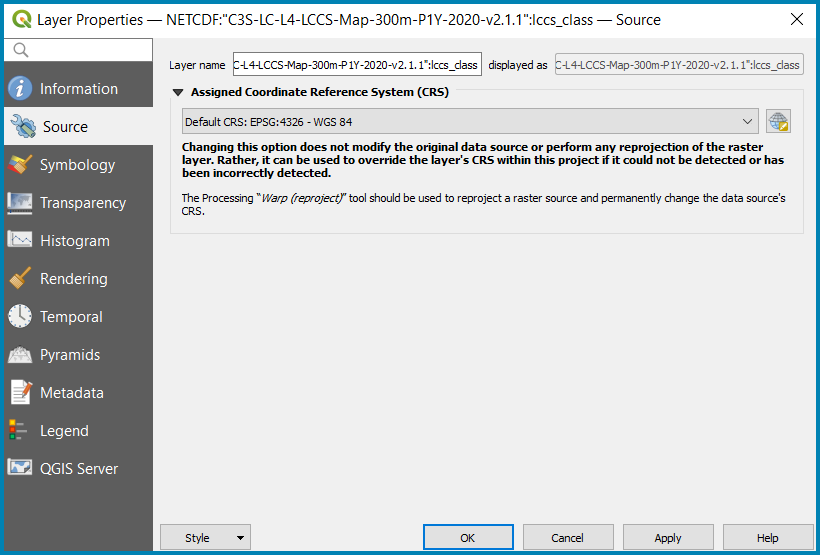 Layer Properties — NETCDF:"C3S-LC-L4-LCCS-Map-300m-P1Y-2020-v2.1.1":lccs_class — Source
Information
Source
Symbology
Transparency
Histogram
Rendering
Temporal
Pyramids
Metadata
Legend
QGIS Server
Layer name C-L4-LCCS-Map-300m-P1Y-2020-v2.1.1":lccs_class displayed as C-L4-LCCS-Map-300m-P1Y-2020-v2.1.1":lccs_class
Assigned Coordinate Reference System (CRS)
Default CRS: EPSG:4326 - WGS 84
Changing this option does not modify the original data source or perform any reprojection of the raster
layer. Rather, it can be used to override the layer's CRS within this project if it could not be detected or has
been incorrectly detected.
The Processing “Warp (reproject)” tool should be used to reproject a raster source and permanently change the data source's
CRS.
Style OK Cancel Apply Help